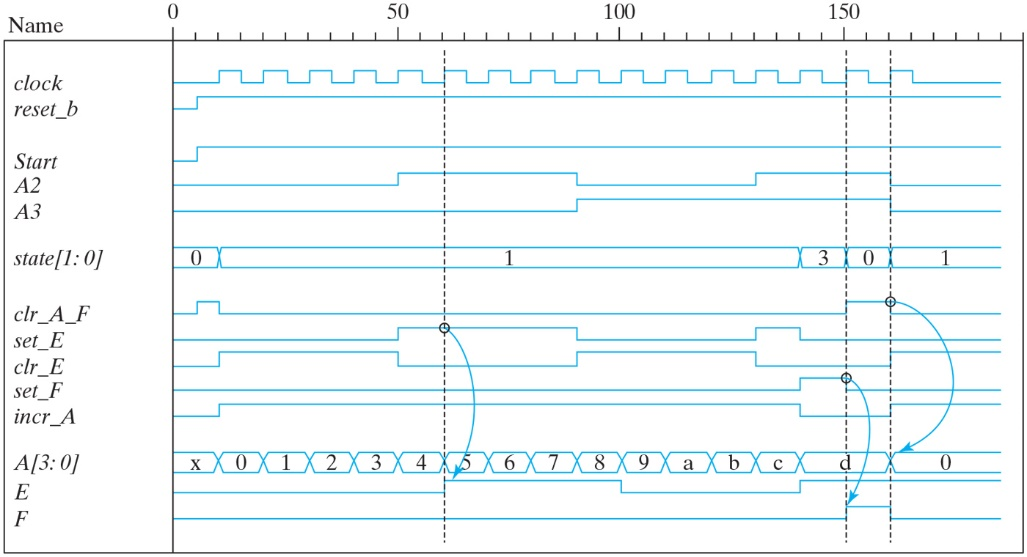 0 50 100 150
Name
clock
reset_b
Start
A2
A3
state[1: 0] 0 1 3 0 1
clr_A_F
set_E
clr_E
set_F
incr_A
A[3: 0] x 0 1 2 3 4 5 6 7 8 9 a b c d 0
E
F